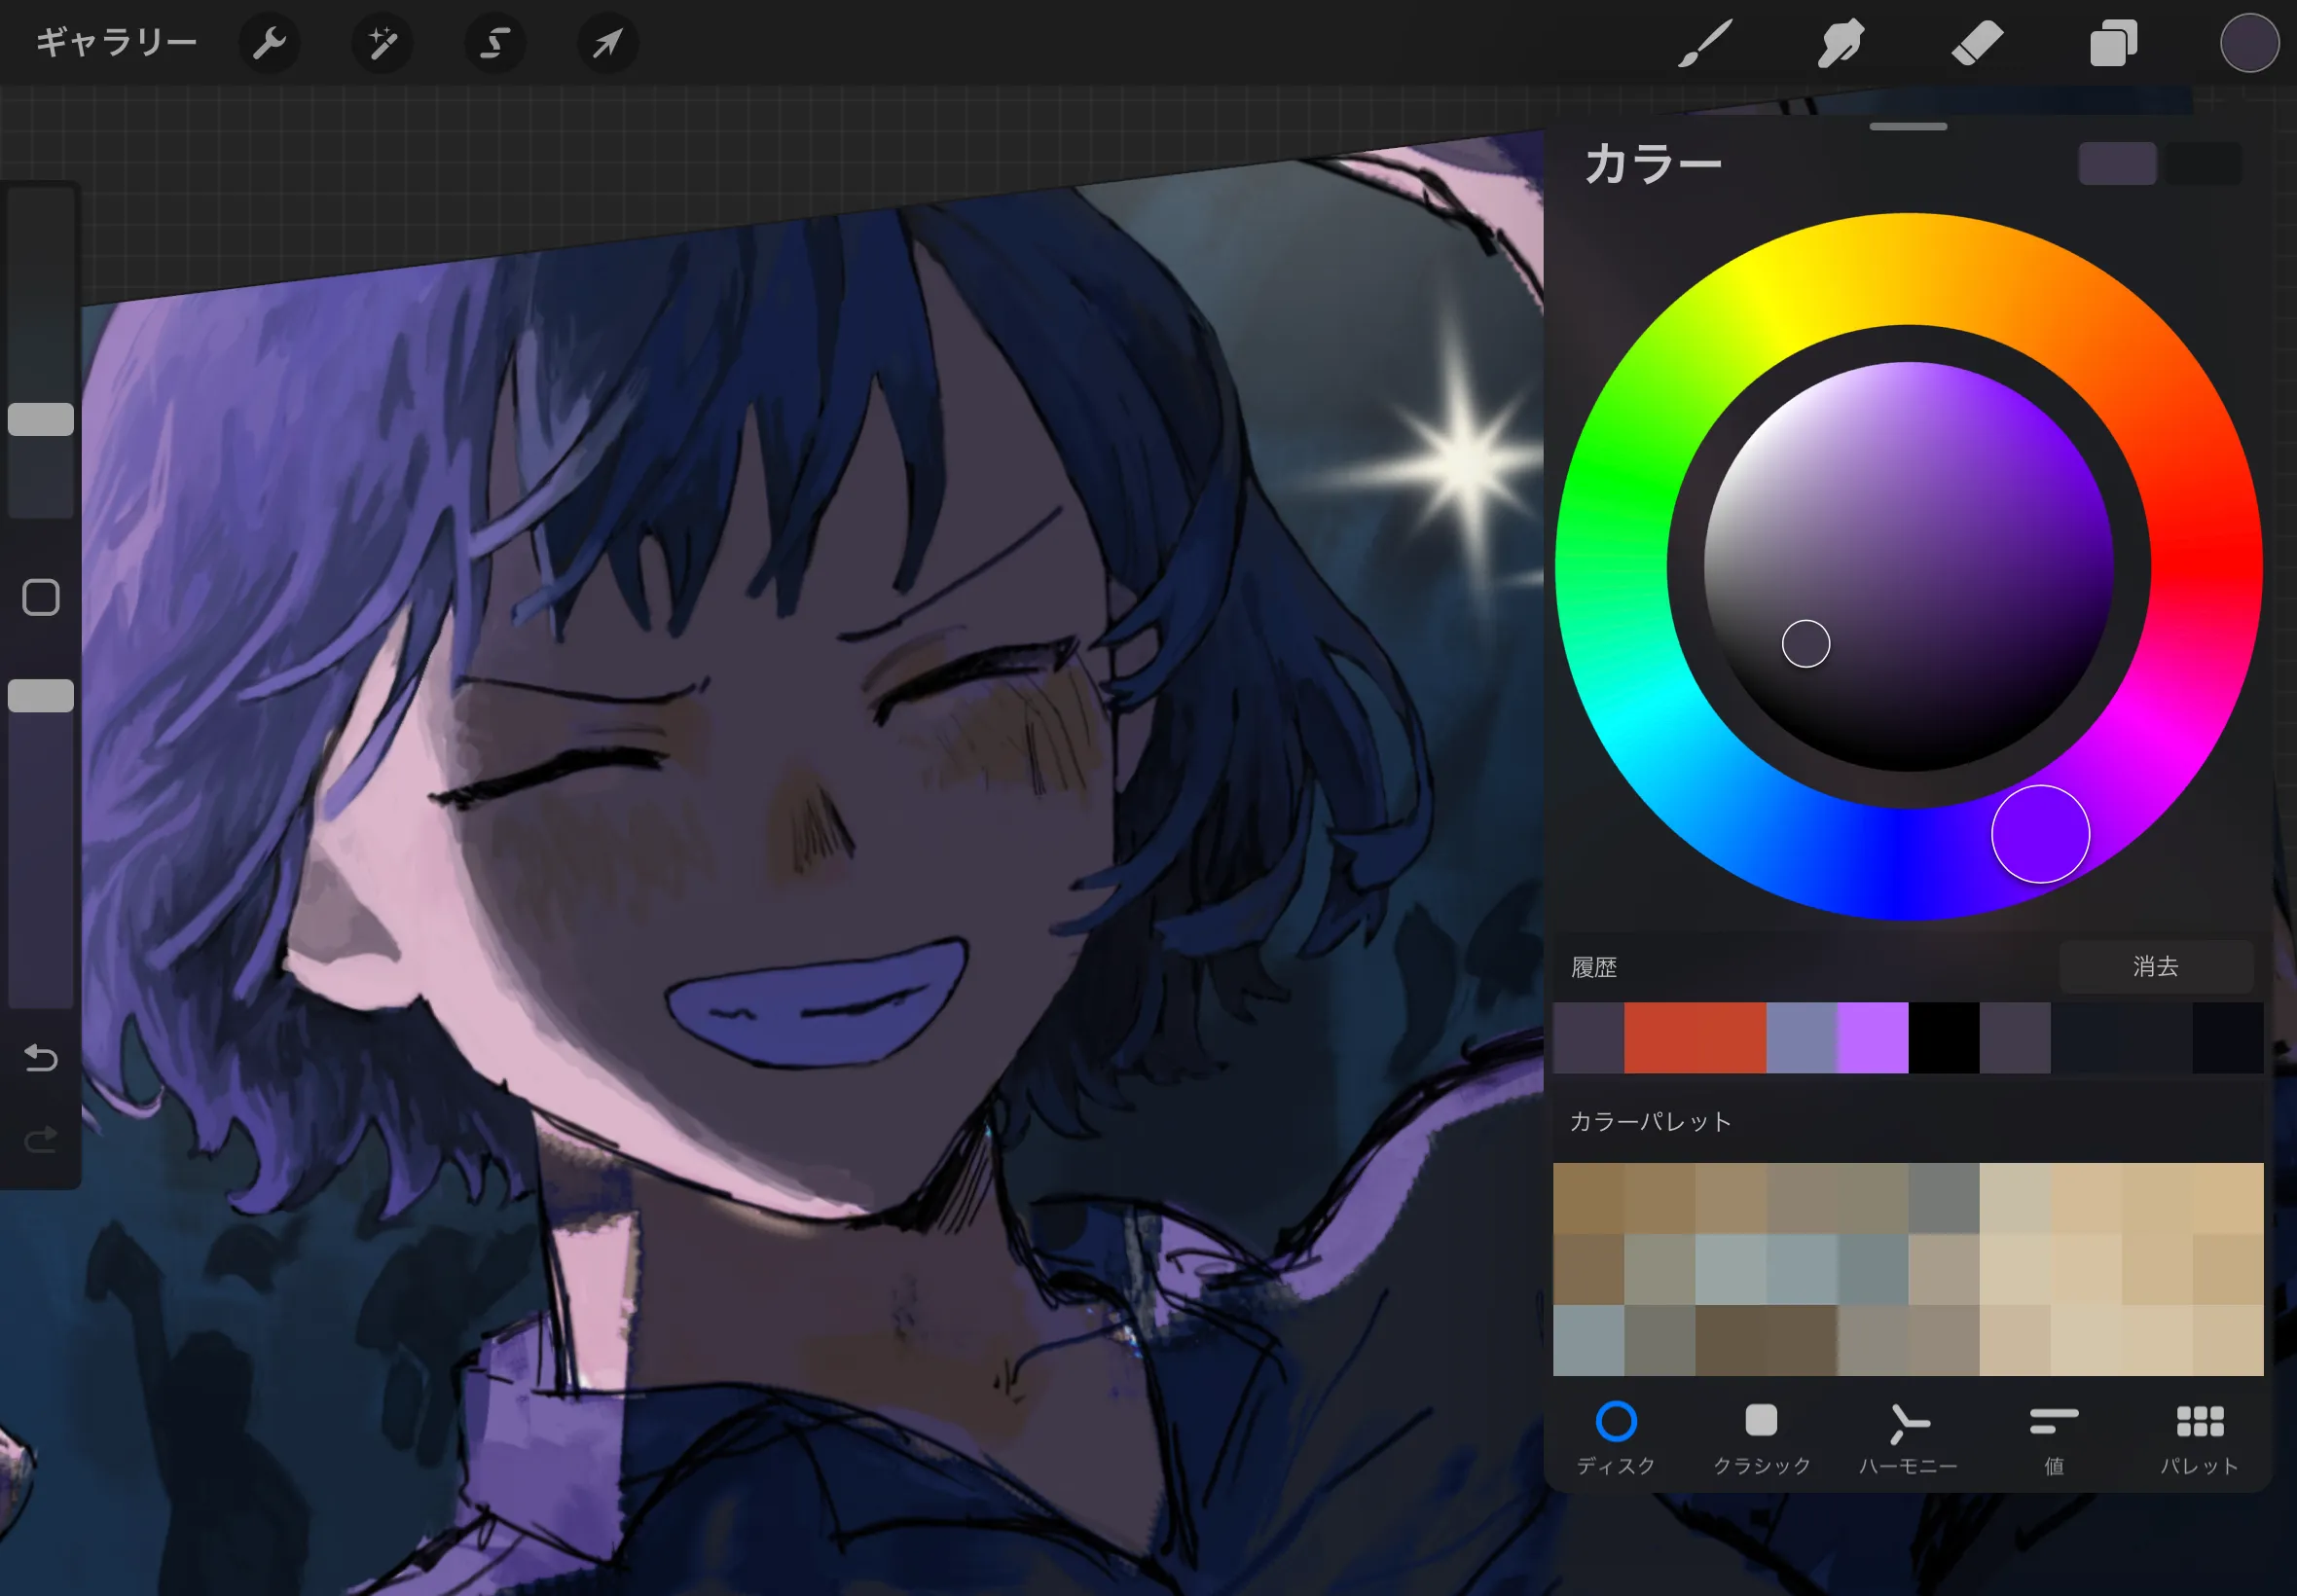 ギャラリー
カラー
履歴
消去
カラーパレット
ディスク
クラシック
ハーモニー
値
パレット